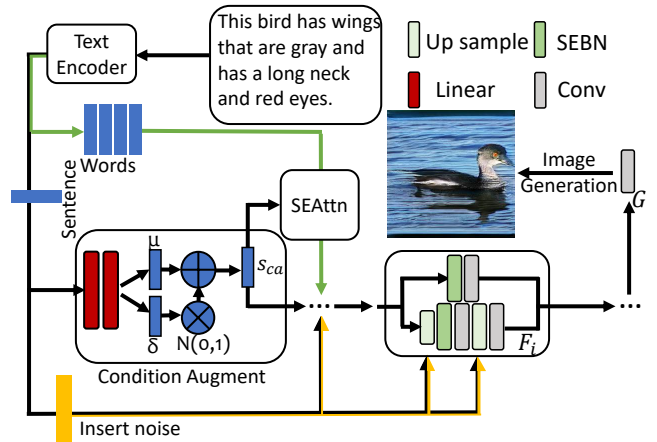 Text
Encoder
This bird has wings
that are gray and
has a long neck
and red eyes.
Up sample
SEBN
Linear
Conv
Words
Sentence
SEAttn
Image
Generation
G
μ
s_ca
δ
N(0,1)
Condition Augment
...
...
F_i
Insert noise